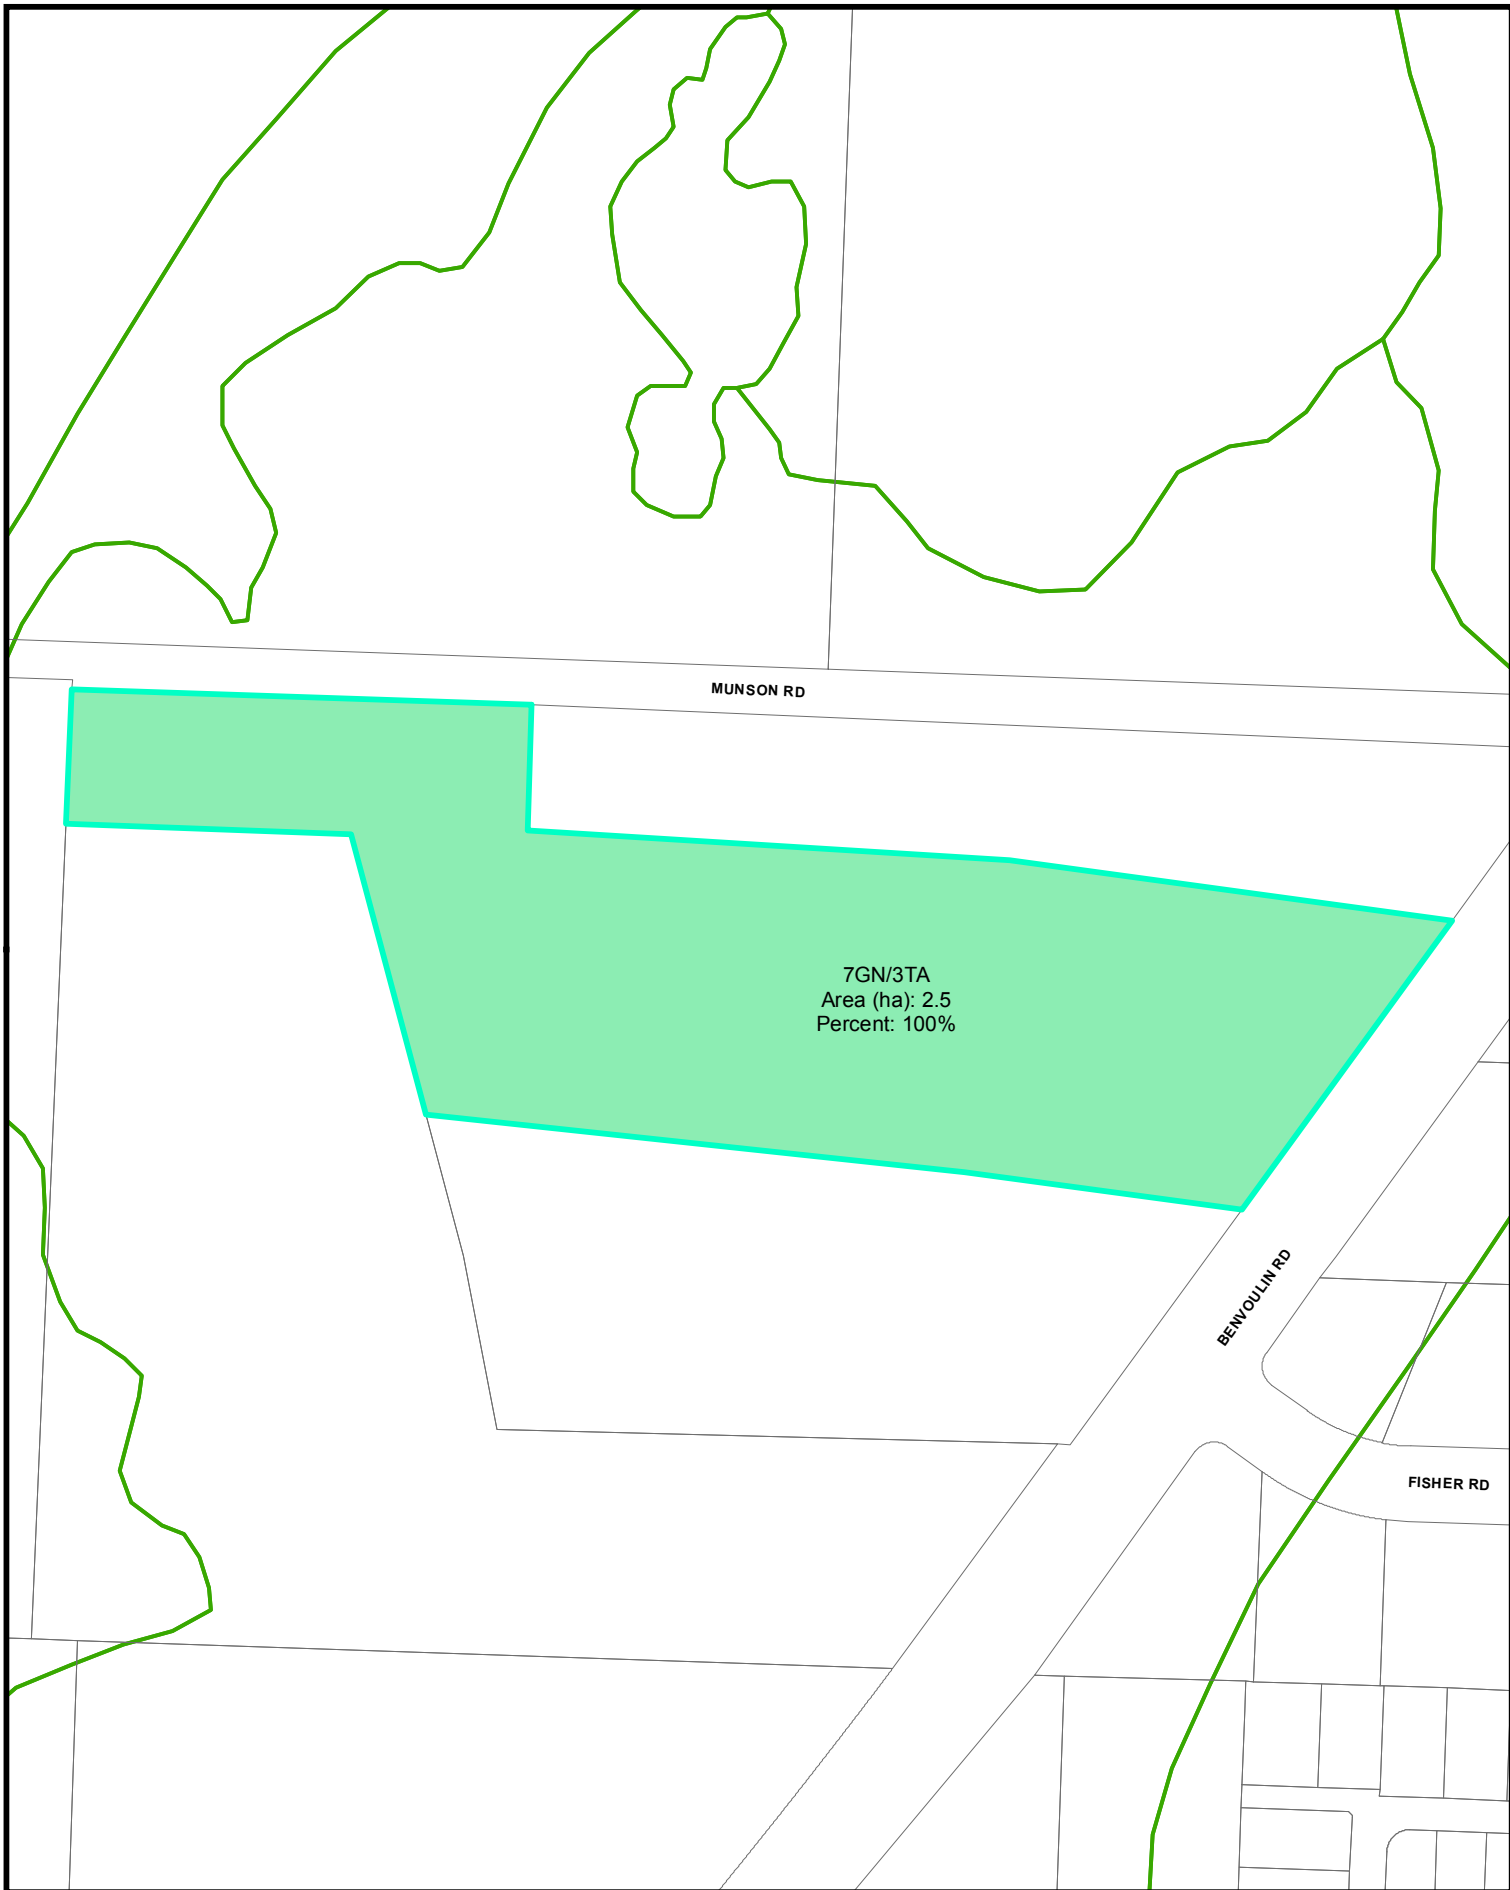 MUNSON RD
7GN/3TA
Area (ha): 2.5
Percent: 100%
BENVOULIN RD
FISHER RD